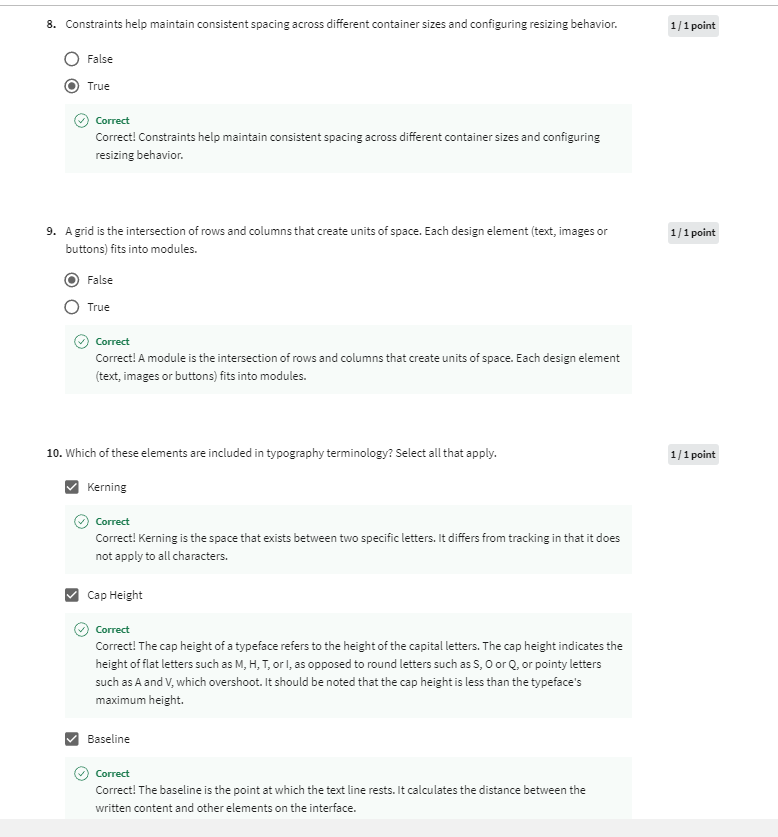 8. Constraints help maintain consistent spacing across different container sizes and configuring resizing behavior.
1 / 1 point
False
True
Correct
Correct! Constraints help maintain consistent spacing across different container sizes and configuring
resizing behavior.
9. A grid is the intersection of rows and columns that create units of space. Each design element (text, images or
1 / 1 point
buttons) fits into modules.
False
True
Correct
Correct! A module is the intersection of rows and columns that create units of space. Each design element
(text, images or buttons) fits into modules.
10. Which of these elements are included in typography terminology? Select all that apply.
1 / 1 point
Kerning
Correct
Correct! Kerning is the space that exists between two specific letters. It differs from tracking in that it does
not apply to all characters.
Cap Height
Correct
Correct! The cap height of a typeface refers to the height of the capital letters. The cap height indicates the
height of flat letters such as M, H, T, or I, as opposed to round letters such as S, O or Q, or pointy letters
such as A and V, which overshoot. It should be noted that the cap height is less than the typeface's
maximum height.
Baseline
Correct
Correct! The baseline is the point at which the text line rests. It calculates the distance between the
written content and other elements on the interface.